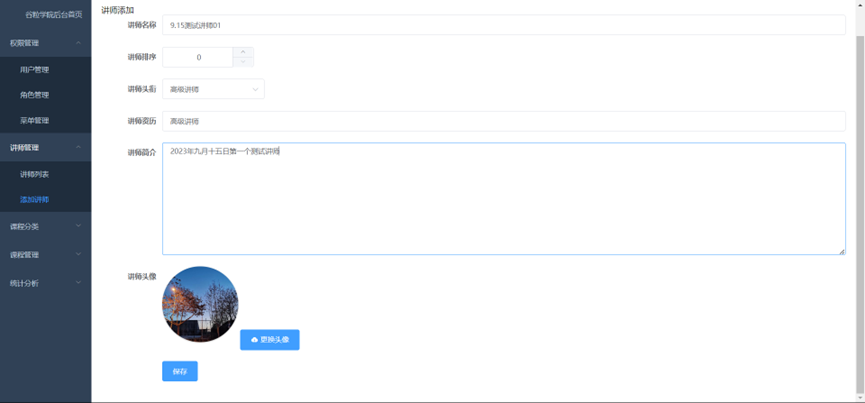 谷粒学院后台首页
权限管理
用户管理
角色管理
菜单管理
讲师管理
讲师列表
添加讲师
课程分类
课程管理
统计分析
讲师添加
讲师名称 9.15测试讲师01
讲师排序 0
讲师头衔 高级讲师
讲师资历 高级讲师
讲师简介 2023年九月十五日第一个测试讲师
讲师头像
更换头像
保存